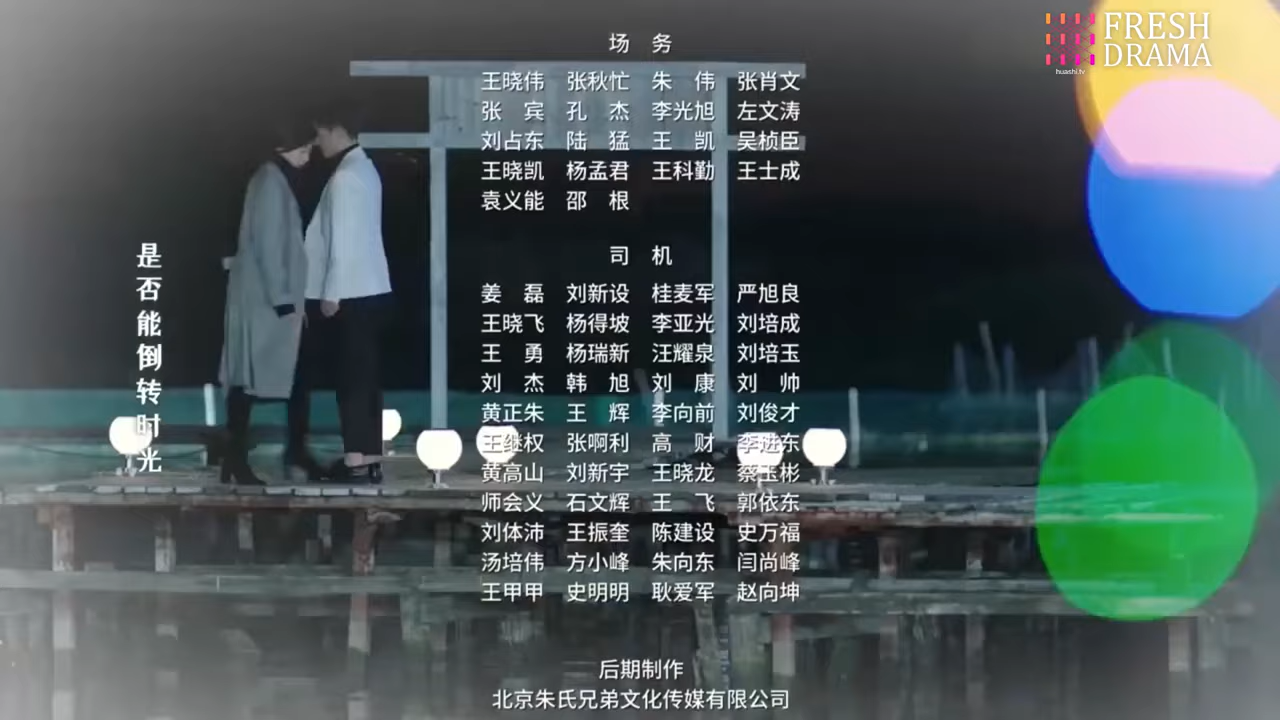 FRESH
DRAMA
huashi.tv
场 务
王晓伟 张秋忙 朱 伟 张肖文
张 宾 孔 杰 李光旭 左文涛
刘占东 陆 猛 王 凯 吴桢臣
王晓凯 杨孟君 王科勤 王士成
袁义能 邵 根
司 机
姜 磊 刘新设 桂麦军 严旭良
王晓飞 杨得坡 李亚光 刘培成
王 勇 杨瑞新 汪耀泉 刘培玉
刘 杰 韩 旭 刘 康 刘 帅
黄正朱 王 辉 李向前 刘俊才
王继权 张啊利 高 财 李进东
黄高山 刘新宇 王晓龙 蔡玉彬
师会义 石文辉 王 飞 郭依东
刘体沛 王振奎 陈建设 史万福
汤培伟 方小峰 朱向东 闫尚峰
王甲甲 史明明 耿爱军 赵向坤
后期制作
北京朱氏兄弟文化传媒有限公司
是否能倒转时光